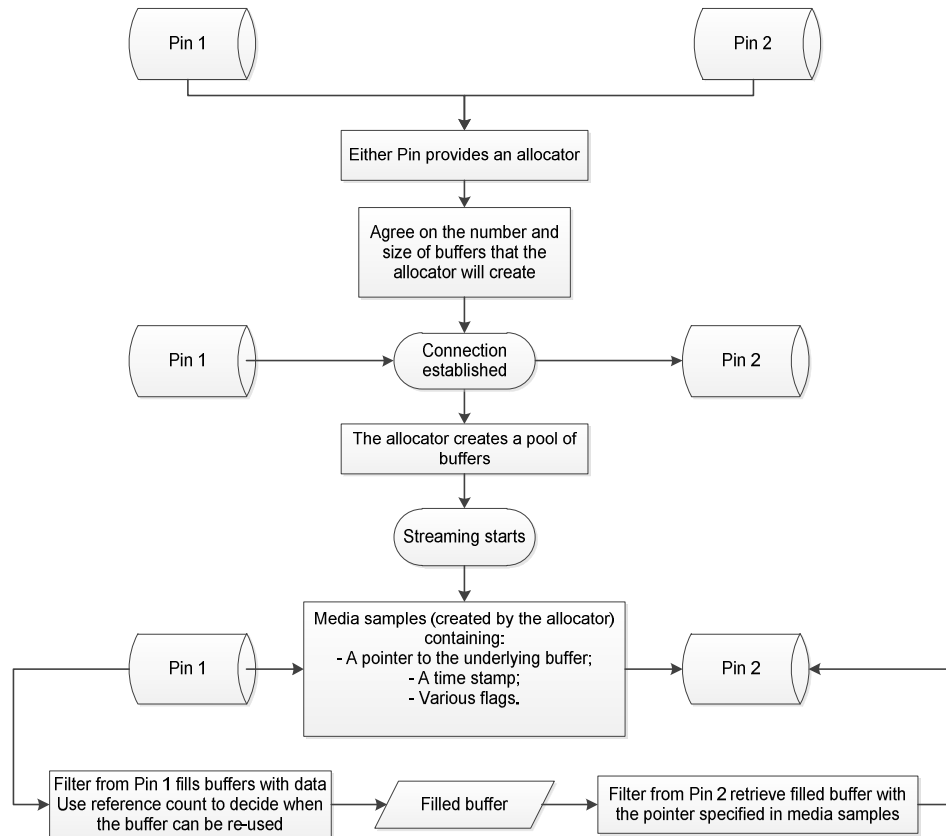 Pin 1
Pin 2
Either Pin provides an allocator
Agree on the number and
size of buffers that the
allocator will create
Pin 1
Connection
established
Pin 2
The allocator creates a pool of
buffers
Streaming starts
Pin 1
Media samples (created by the allocator)
containing:
- A pointer to the underlying buffer;
- A time stamp;
- Various flags.
Pin 2
Filter from Pin 1 fills buffers with data
Use reference count to decide when
the buffer can be re-used
Filled buffer
Filter from Pin 2 retrieve filled buffer with
the pointer specified in media samples